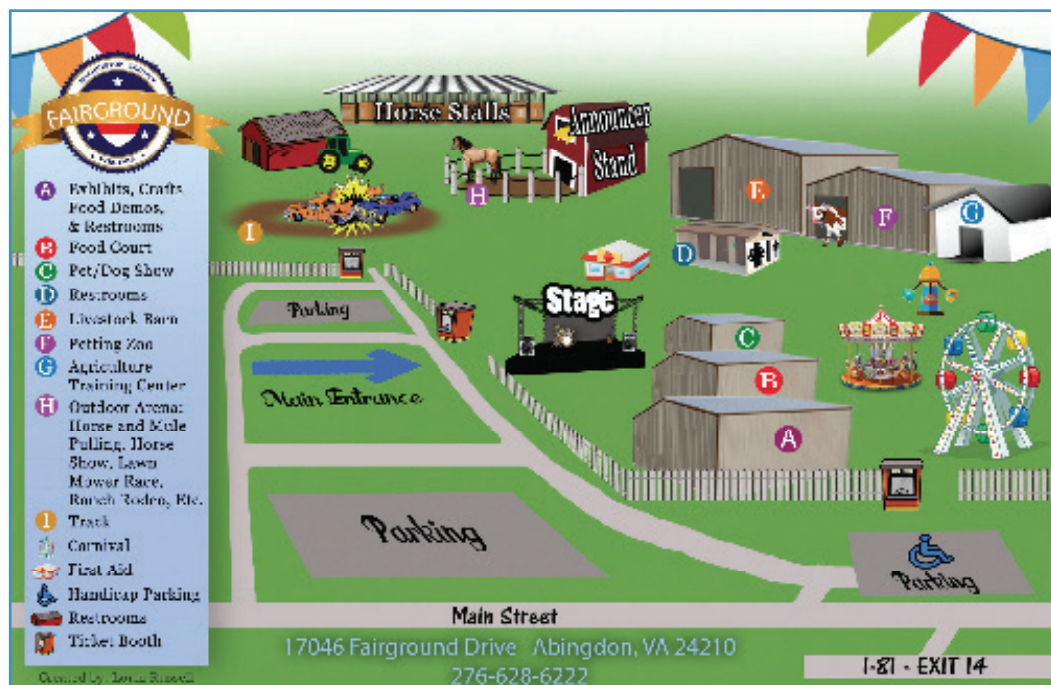 FAIRGROUND
A Exhibits, Crafts
Food Demos,
& Restrooms
B Food Court
C Pet/Dog Show
D Restrooms
E Livestock Barn
F Petting Zoo
G Agriculture
Training Center
H Outdoor Arena:
Horse and Mule
Pulling, Horse
Show, Lawn
Mower Race,
Ranch Rodeo, Etc.
I Track
Carnival
First Aid
Handicap Parking
Restrooms
Ticket Booth
Created by: Russell
Horse Stalls
Announcer
Stand
H
E
F
G
I
D
Parking
Stage
C
Main Entrance
B
A
Parking
Parking
Main Street
17046 Fairground Drive Abingdon, VA 24210
276-628-6222
I-81 - EXIT 14